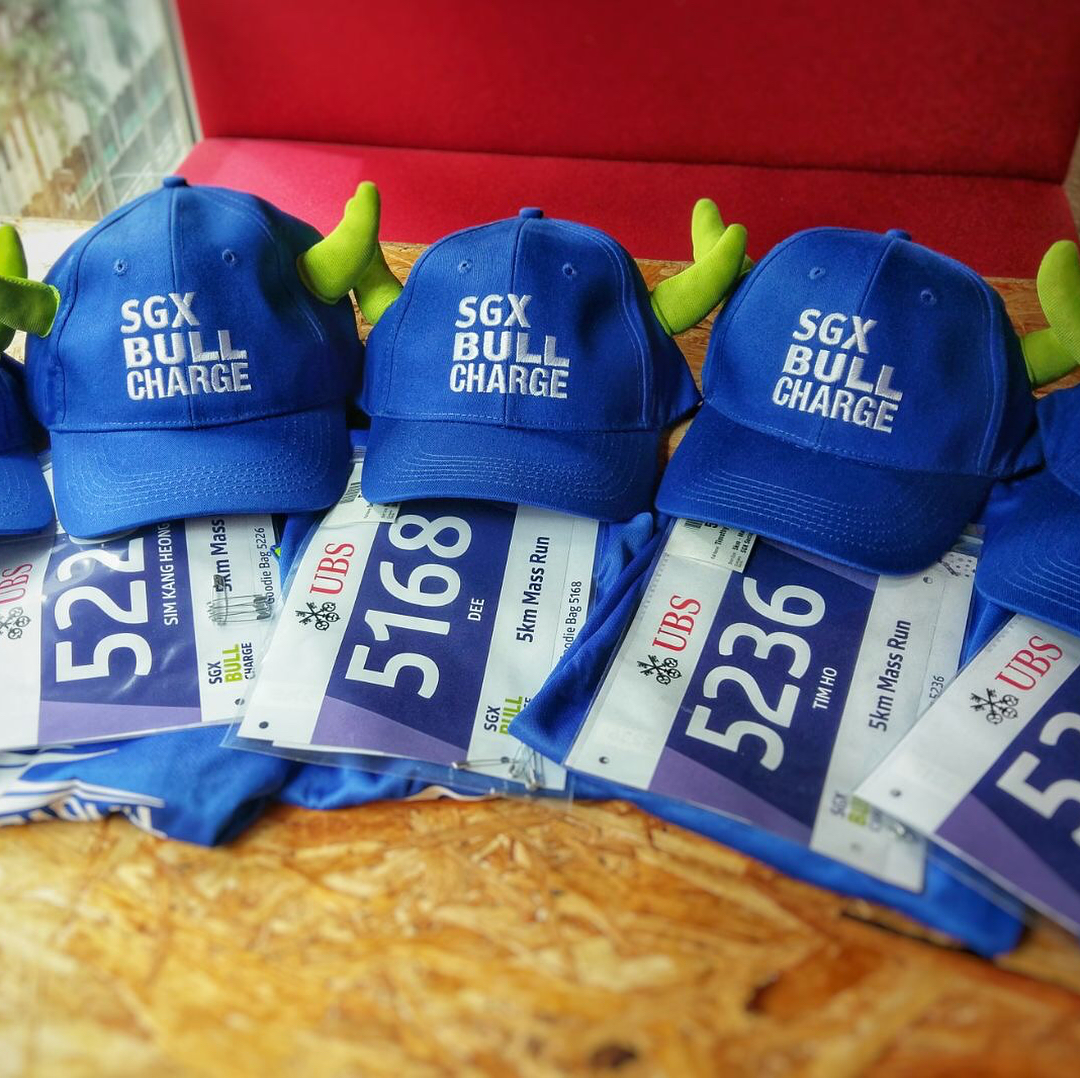 SGX
BULL
CHARGE
SGX
BULL
CHARGE
SGX
BULL
CHARGE
UBS
522
SIM KANG HEONG
5km Mass
Goodie Bag 5226
SGX
BULL
CHARGE
UBS
5168
DEE
5km Mass Run
Goodie Bag 5168
SGX
BULL
UBS
5236
TIM HO
5km Mass Run
5236
SGX
UBS
52